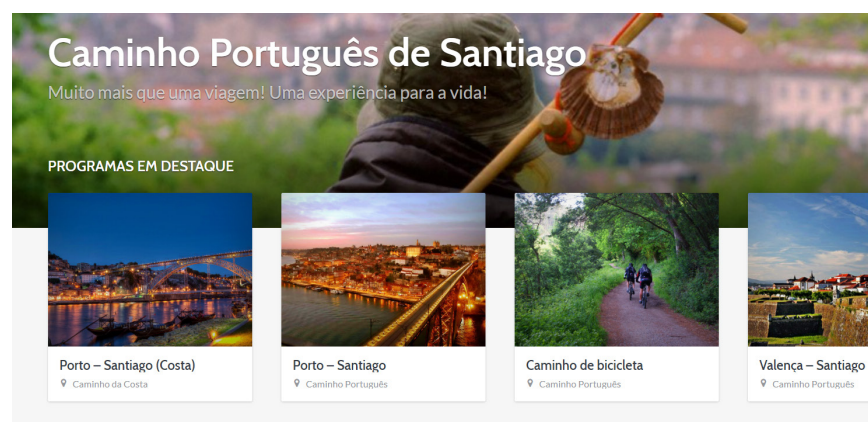 Caminho Português de Santiago
Muito mais que uma viagem! Uma experiência para a vida!
PROGRAMAS EM DESTAQUE
Porto – Santiago (Costa)
Caminho da Costa
Porto – Santiago
Caminho Português
Caminho de bicicleta
Caminho Português
Valença – Santiago
Caminho Português